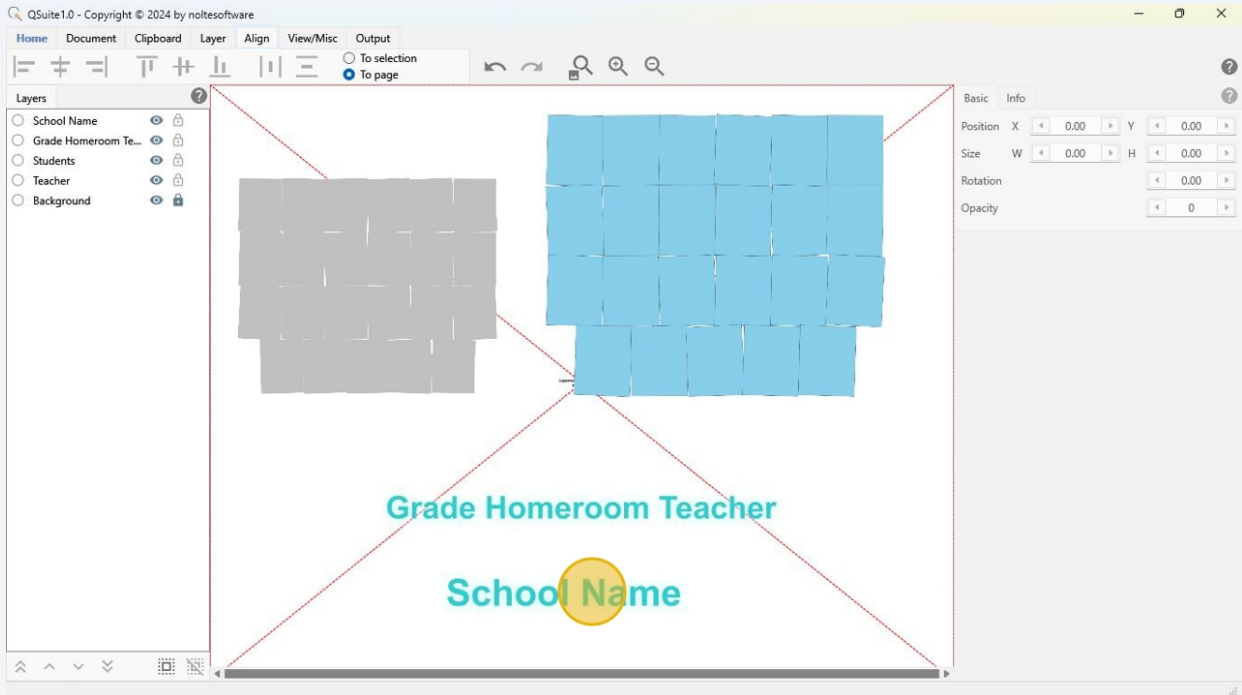 QSuite1.0 - Copyright © 2024 by noltesoftware
Home Document Clipboard Layer Align View/Misc Output
To selection
To page
Layers
School Name
Grade Homeroom Te...
Students
Teacher
Background
Basic Info
Position X 0.00 Y 0.00
Size W 0.00 H 0.00
Rotation 0.00
Opacity 0
Grade Homeroom Teacher
School Name